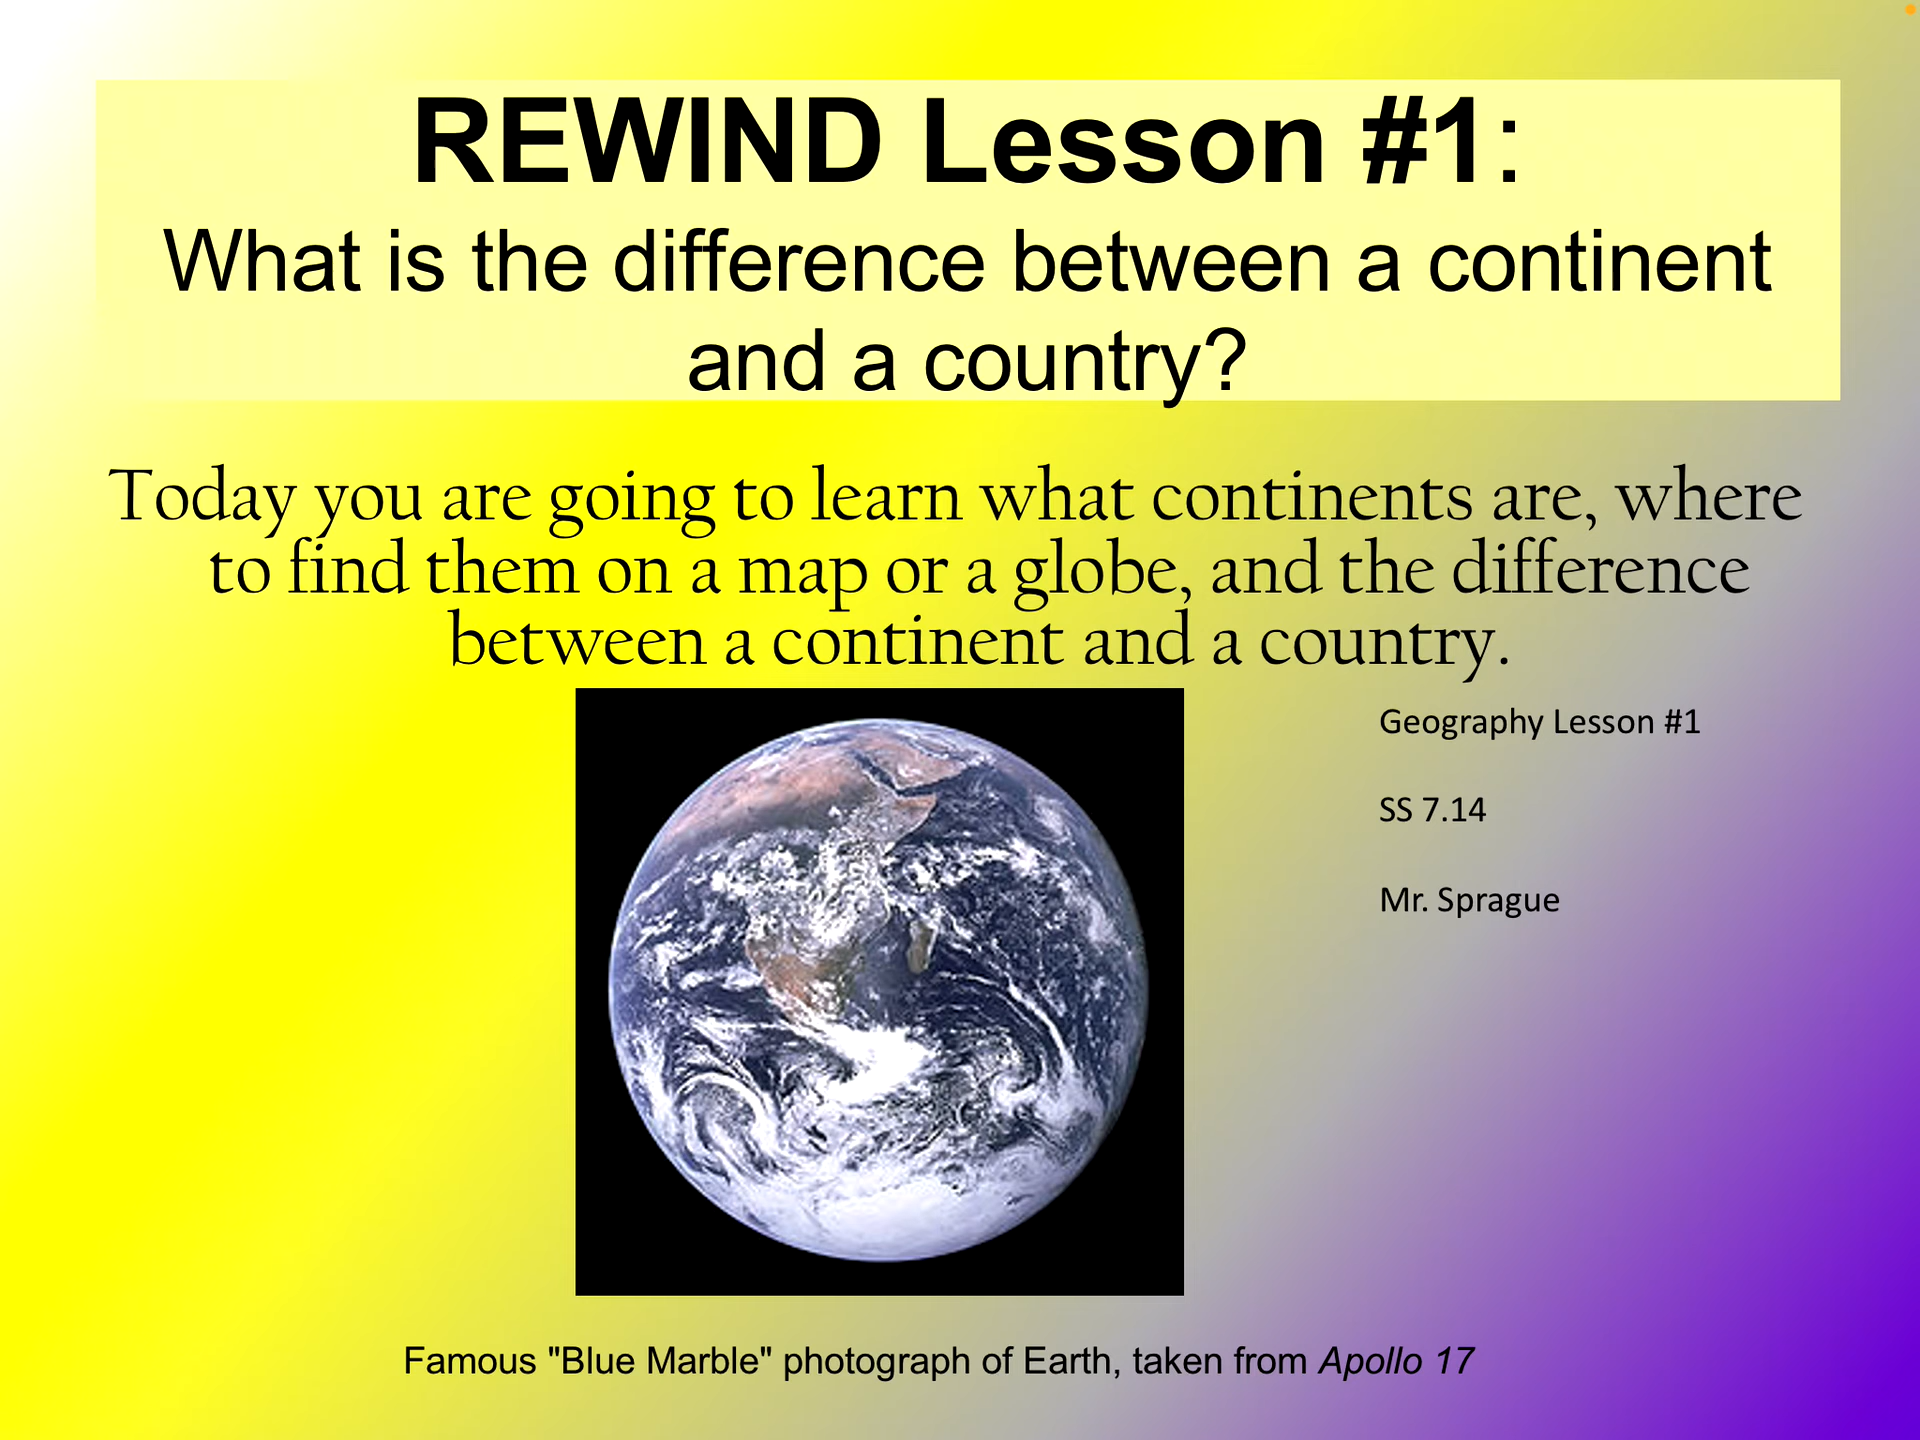 REWIND Lesson #1:
What is the difference between a continent
and a country?
Today you are going to learn what continents are, where
to find them on a map or a globe, and the difference
between a continent and a country.
Geography Lesson #1
SS 7.14
Mr. Sprague
Famous "Blue Marble" photograph of Earth, taken from Apollo 17